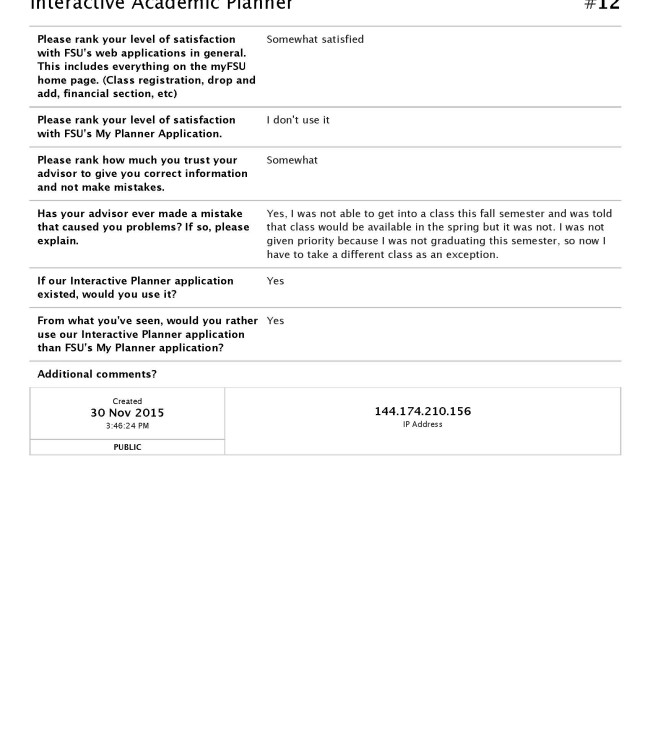 Interactive Academic Planner #12
Please rank your level of satisfaction Somewhat satisfied
with FSU's web applications in general.
This includes everything on the myFSU
home page. (Class registration, drop and
add, financial section, etc)
Please rank your level of satisfaction I don't use it
with FSU's My Planner Application.
Please rank how much you trust your Somewhat
advisor to give you correct information
and not make mistakes.
Has your advisor ever made a mistake Yes, I was not able to get into a class this fall semester and was told
that caused you problems? If so, please that class would be available in the spring but it was not. I was not
explain. given priority because I was not graduating this semester, so now I
have to take a different class as an exception.
If our Interactive Planner application Yes
existed, would you use it?
From what you've seen, would you rather Yes
use our Interactive Planner application
than FSU's My Planner application?
Additional comments?
Created
30 Nov 2015
3:46:24 PM
PUBLIC
144.174.210.156
IP Address